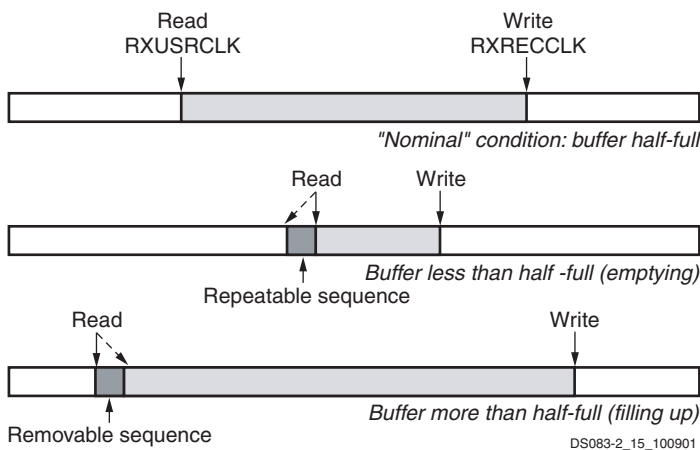 Read
RXUSRCLK
Write
RXRECCLK
"Nominal" condition: buffer half-full
Read
Write
Buffer less than half -full (emptying)
Repeatable sequence
Read
Write
Buffer more than half-full (filling up)
Removable sequence
DS083-2_15_100901